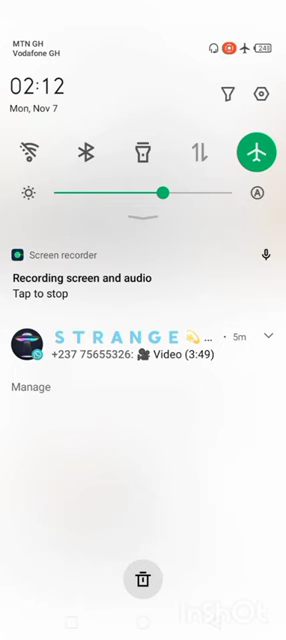 MTN GH
Vodafone GH
24
02:12
Mon, Nov 7
A
Screen recorder
Recording screen and audio
Tap to stop
S T R A N G E 💫 ... • 5m
+237 75655326: 🎥 Video (3:49)
Manage
InShOt